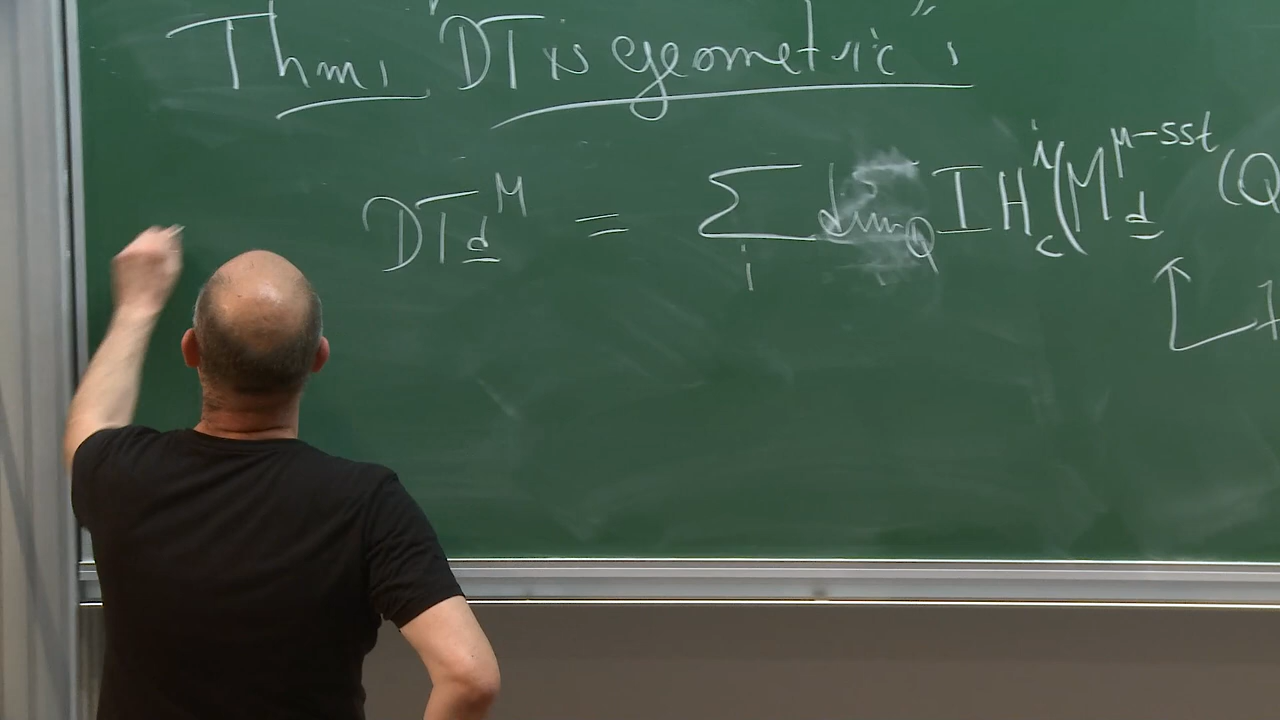 Thm: "DT is geometric":
DT_d^μ = Σ_i dim_Q IH_c^i(M_d^{μ-sst}(Q